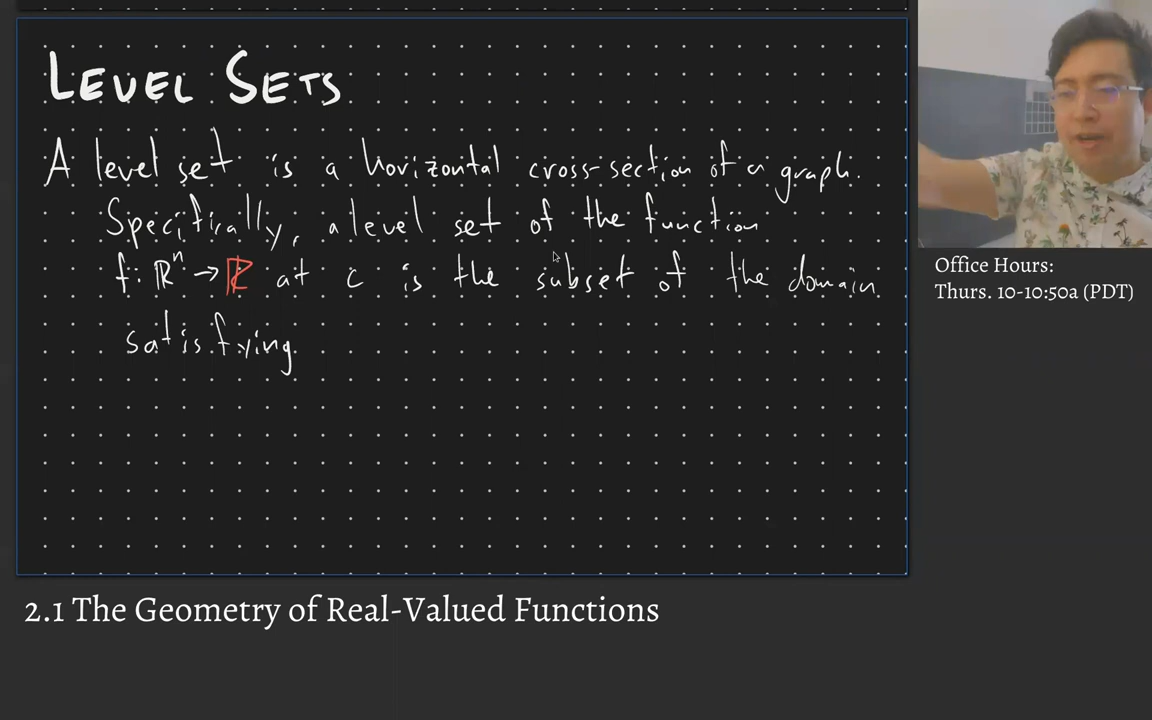 LEVEL SETS
A level set is a horizontal cross-section of a graph.
Specifically, a level set of the function
f: ℝⁿ → ℝ at c is the subset of the domain
satisfying
Office Hours:
Thurs. 10-10:50a (PDT)
2.1 The Geometry of Real-Valued Functions